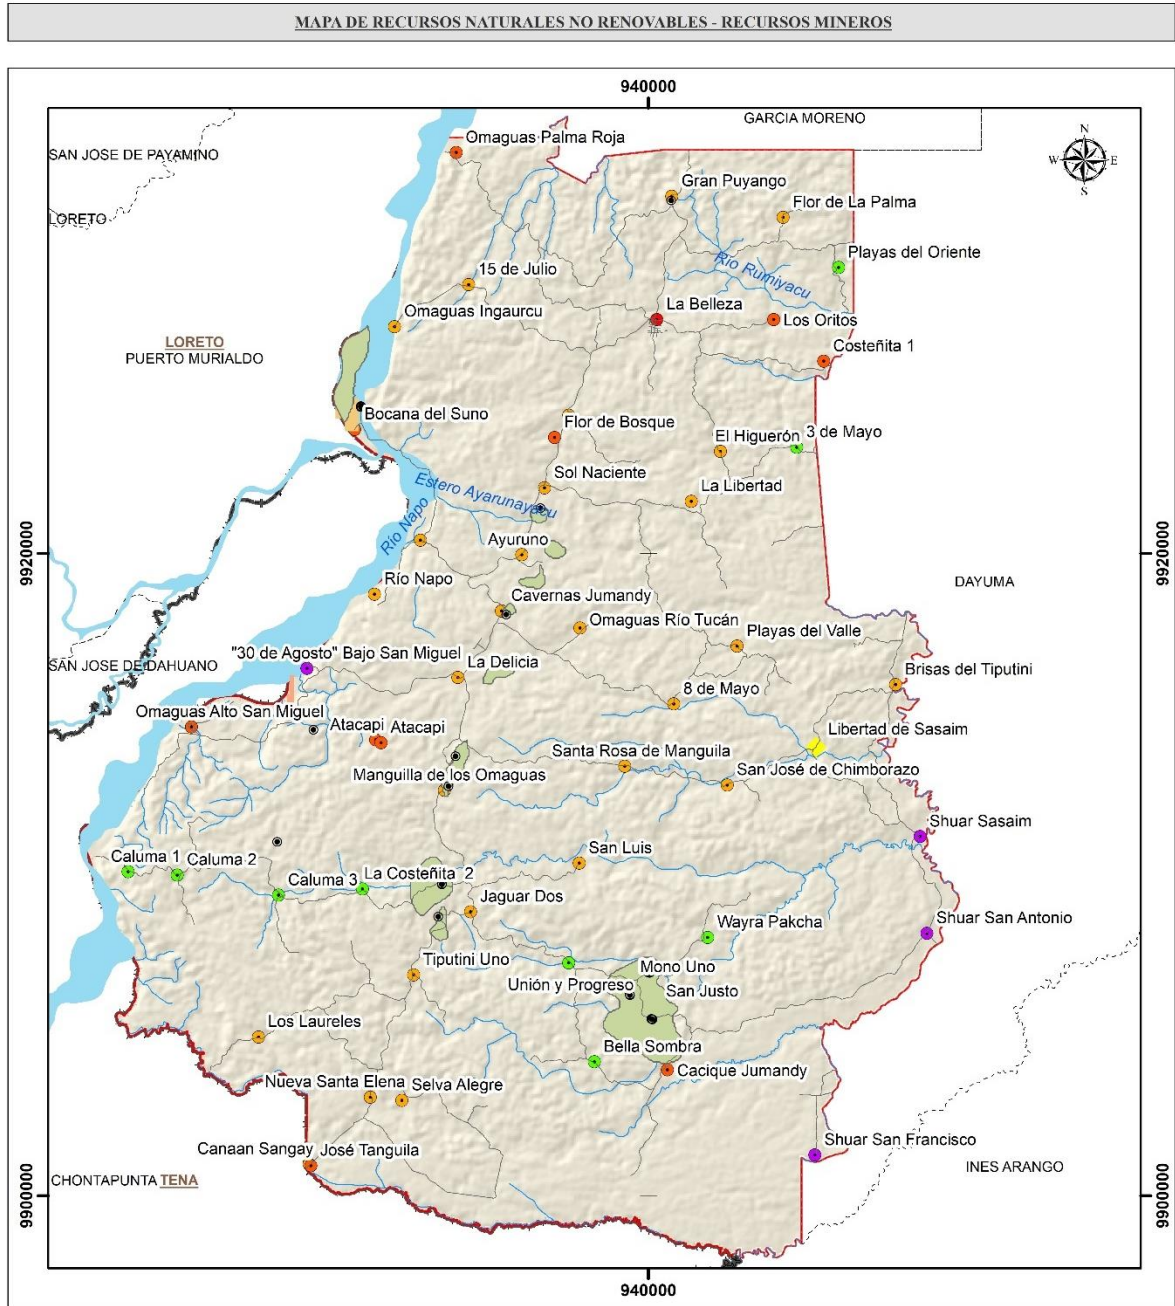 MAPA DE RECURSOS NATURALES NO RENOVABLES - RECURSOS MINEROS
940000
GARCIA MORENO
N
W E
S
SAN JOSE DE PAYAMINO
Omaguas Palma Roja
Gran Puyango
LORETO
Flor de La Palma
Playas del Oriente
Río Rumiyacu
15 de Julio
La Belleza
Omaguas Ingaurcu
Los Oritos
LORETO
PUERTO MURIALDO
Costeñita 1
Bocana del Suno
Flor de Bosque
El Higuerón
3 de Mayo
Sol Naciente
Estero Ayarunayacu
La Libertad
Río Napo
Ayuruno
9920000
9920000
Río Napo
DAYUMA
Cavernas Jumandy
Omaguas Río Tucán
Playas del Valle
SAN JOSE DE DAHUANO
"30 de Agosto" Bajo San Miguel
La Delicia
Brisas del Tiputini
8 de Mayo
Omaguas Alto San Miguel
Atacapi
Atacapi
Libertad de Sasaim
Santa Rosa de Manguila
Manguilla de los Omaguas
San José de Chimborazo
Shuar Sasaim
Caluma 1
Caluma 2
San Luis
Caluma 3
La Costeñita 2
Jaguar Dos
Wayra Pakcha
Shuar San Antonio
Tiputini Uno
Mono Uno
Unión y Progreso
San Justo
Los Laureles
Bella Sombra
Cacique Jumandy
Nueva Santa Elena
Selva Alegre
Canaan Sangay
José Tanguila
Shuar San Francisco
CHONTAPUNTA TENA
INES ARANGO
9900000
9900000
940000